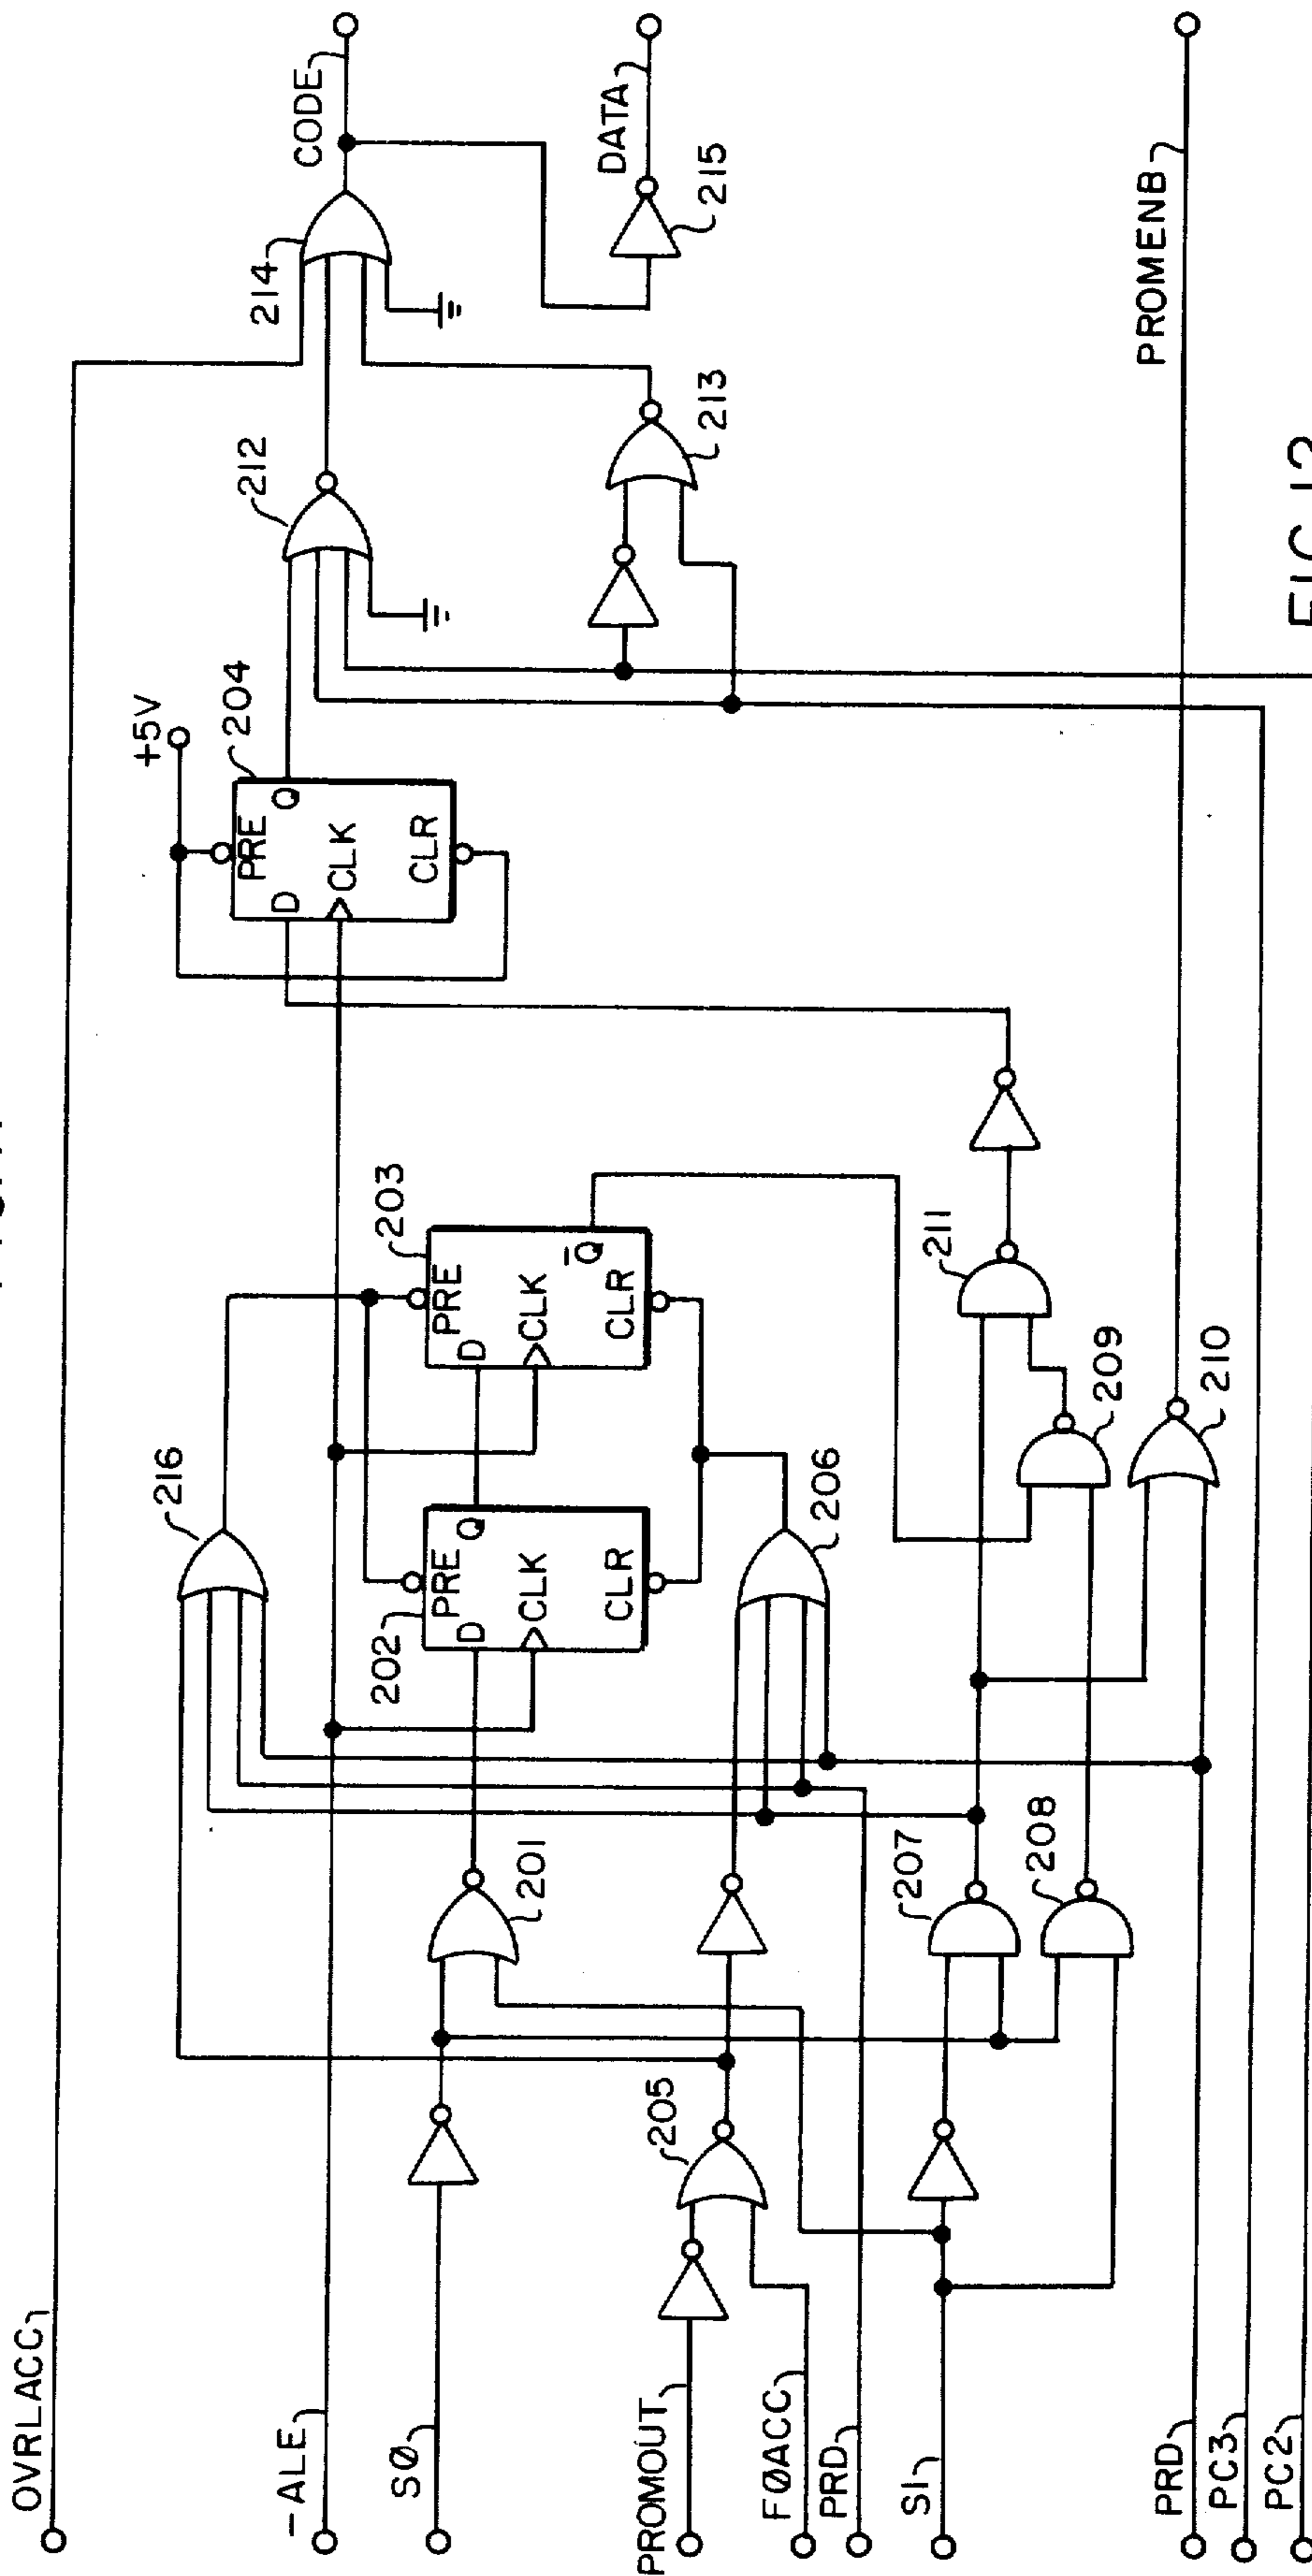 OVRLACC
-ALE
SØ
PROMOUT
FØACC
PRD
S1
PRD
PC3
PC2
201
205
207
208
216
202
PRE
D
Q
CLK
CLR
206
203
PRE
D
CLK
Q̅
CLR
211
209
210
+5V
204
PRE
D
Q
CLK
CLR
212
213
214
CODE
DATA
215
PROMENB